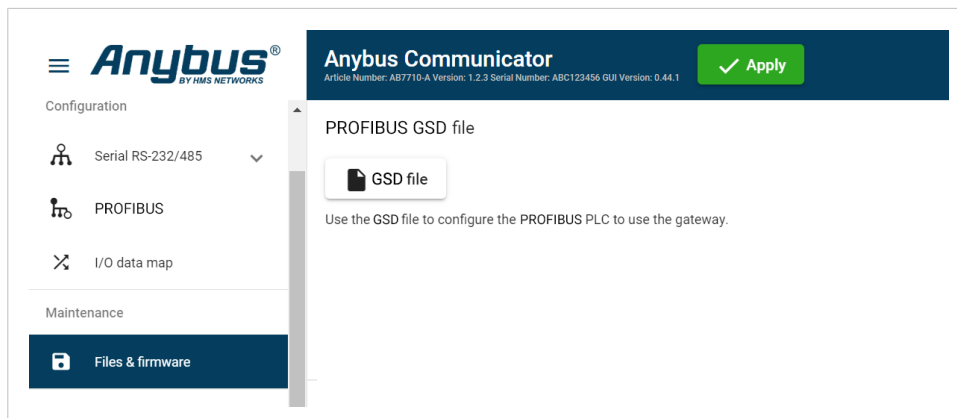 Anybus®
BY HMS NETWORKS
Configuration
Serial RS-232/485
PROFIBUS
I/O data map
Maintenance
Files & firmware
Anybus Communicator
Article Number: AB7710-A Version: 1.2.3 Serial Number: ABC123456 GUI Version: 0.44.1
Apply
PROFIBUS GSD file
GSD file
Use the GSD file to configure the PROFIBUS PLC to use the gateway.